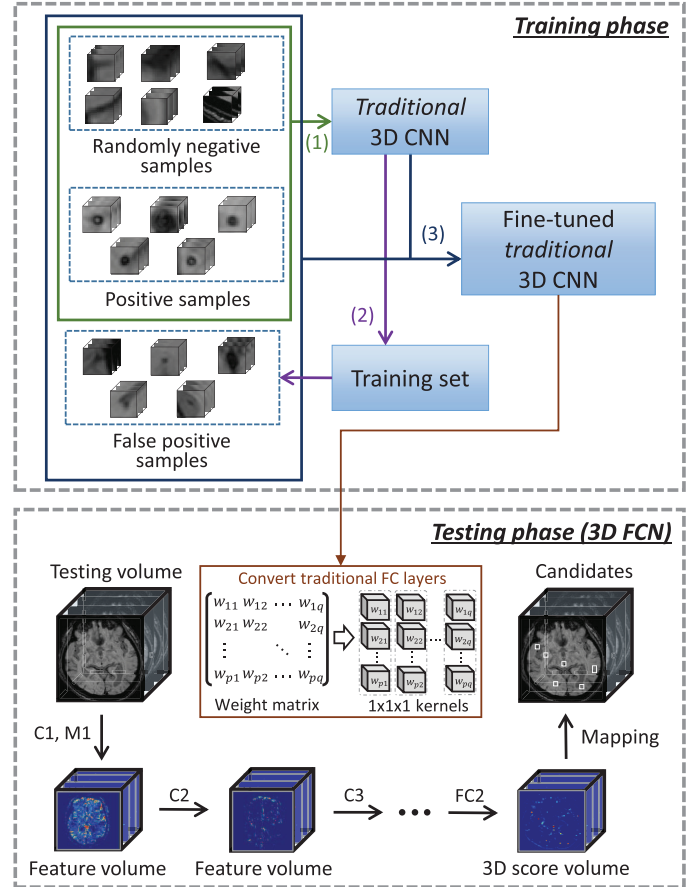 Training phase
Randomly negative
samples
(1)
Traditional
3D CNN
Positive samples
(3)
Fine-tuned
traditional
3D CNN
(2)
Training set
False positive
samples
Testing phase (3D FCN)
Testing volume
Convert traditional FC layers
Candidates
w11 w12 ⋯ w1q
w21 w22 w2q
⋮ ⋱ ⋮
wp1 wp2 ⋯ wpq
w11 w12 w1q
w21 w22 ⋯ w2q
⋮ ⋮ ⋮
wp1 wp2 wpq
Weight matrix
1x1x1 kernels
C1, M1
Mapping
C2
C3
•••
FC2
Feature volume
Feature volume
3D score volume